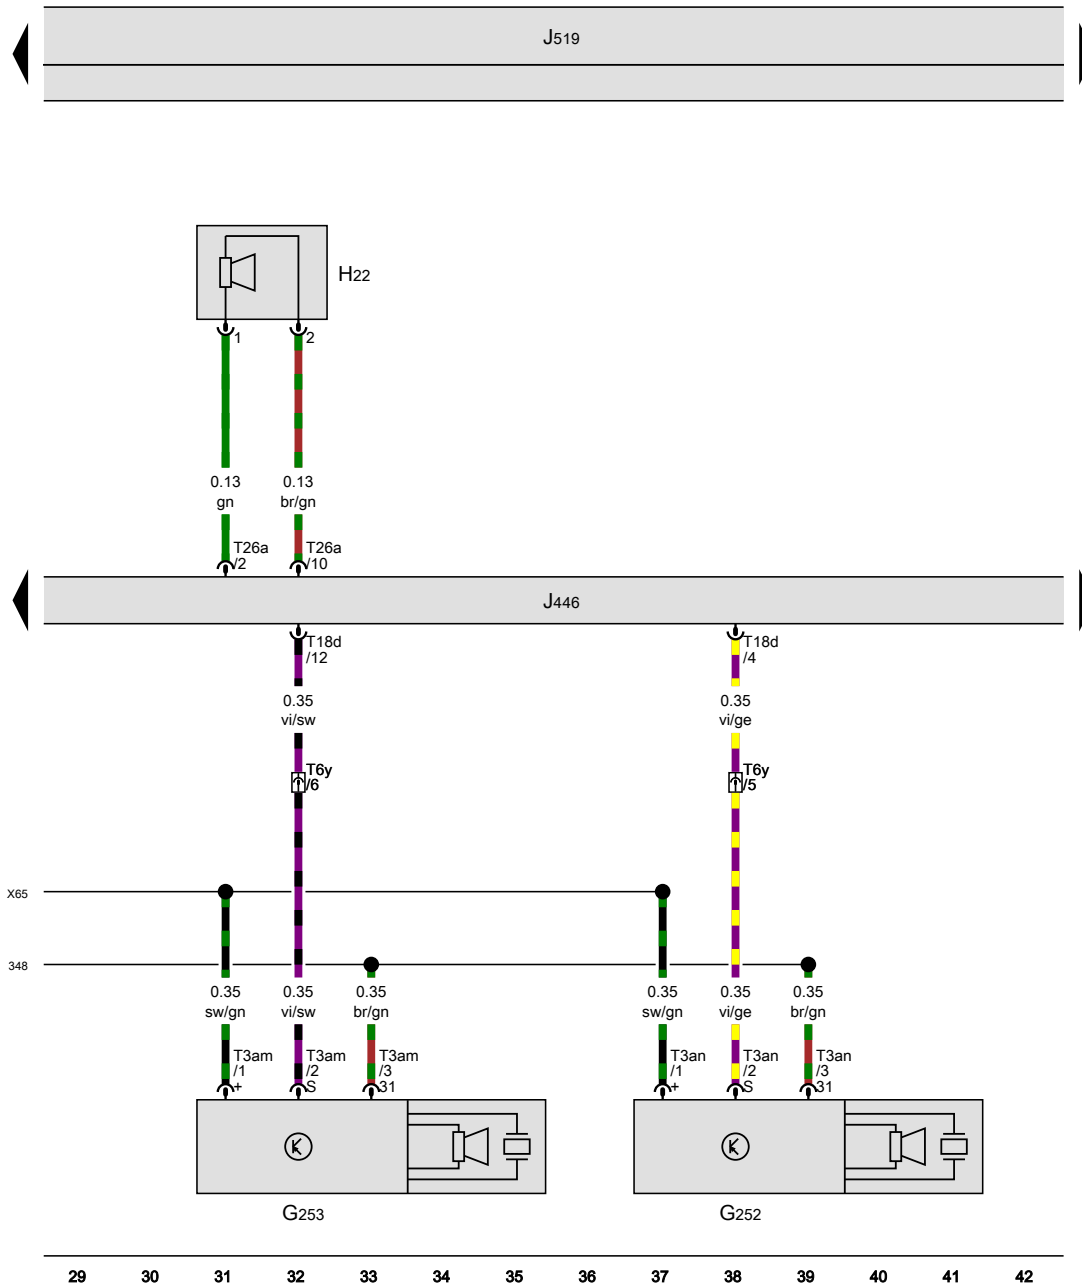 J519
H22
1 2
0.13 0.13
gn br/gn
T26a T26a
/2 /10
J446
T18d T18d
/12 /4
0.35 0.35
vi/sw vi/ge
T6y T6y
/6 /5
X65
348
0.35 0.35 0.35 0.35 0.35 0.35
sw/gn vi/sw br/gn sw/gn vi/ge br/gn
T3am T3am T3am T3an T3an T3an
/1 /2 /3 /1 /2 /3
+ S 31 + S 31
G253 G252
29 30 31 32 33 34 35 36 37 38 39 40 41 42